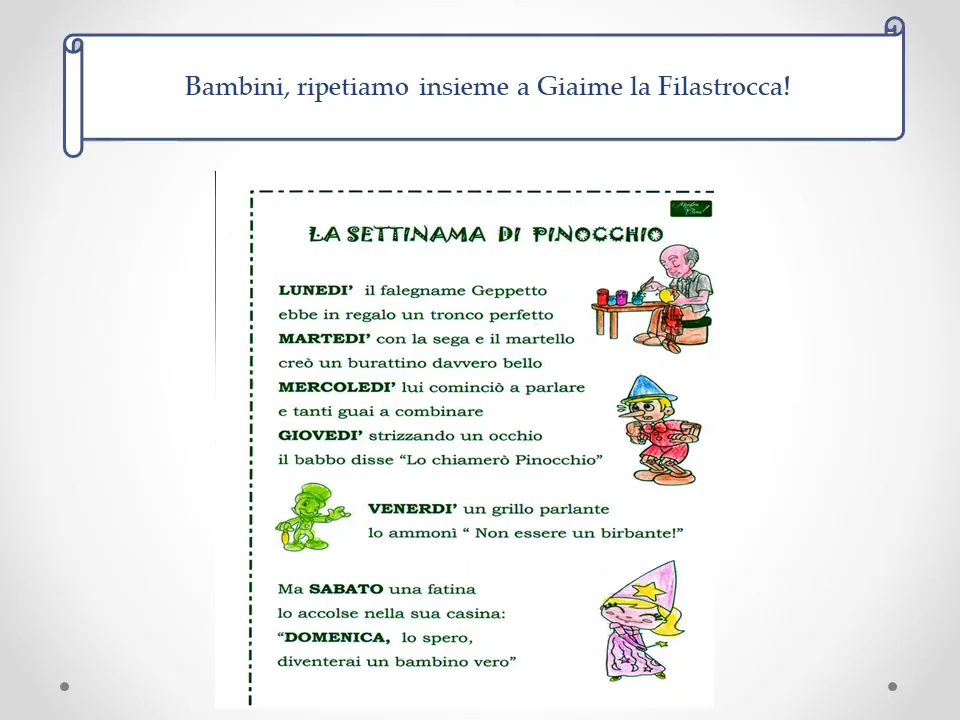 Bambini, ripetiamo insieme a Giaime la Filastrocca!
LA SETTINAMA DI PINOCCHIO
LUNEDI’ il falegname Geppetto
ebbe in regalo un tronco perfetto
MARTEDI’ con la sega e il martello
creò un burattino davvero bello
MERCOLEDI’ lui cominciò a parlare
e tanti guai a combinare
GIOVEDI’ strizzando un occhio
il babbo disse “Lo chiamerò Pinocchio”
VENERDI’ un grillo parlante
lo ammonì “ Non essere un birbante!”
Ma SABATO una fatina
lo accolse nella sua casina:
“DOMENICA, lo spero,
diventerai un bambino vero”